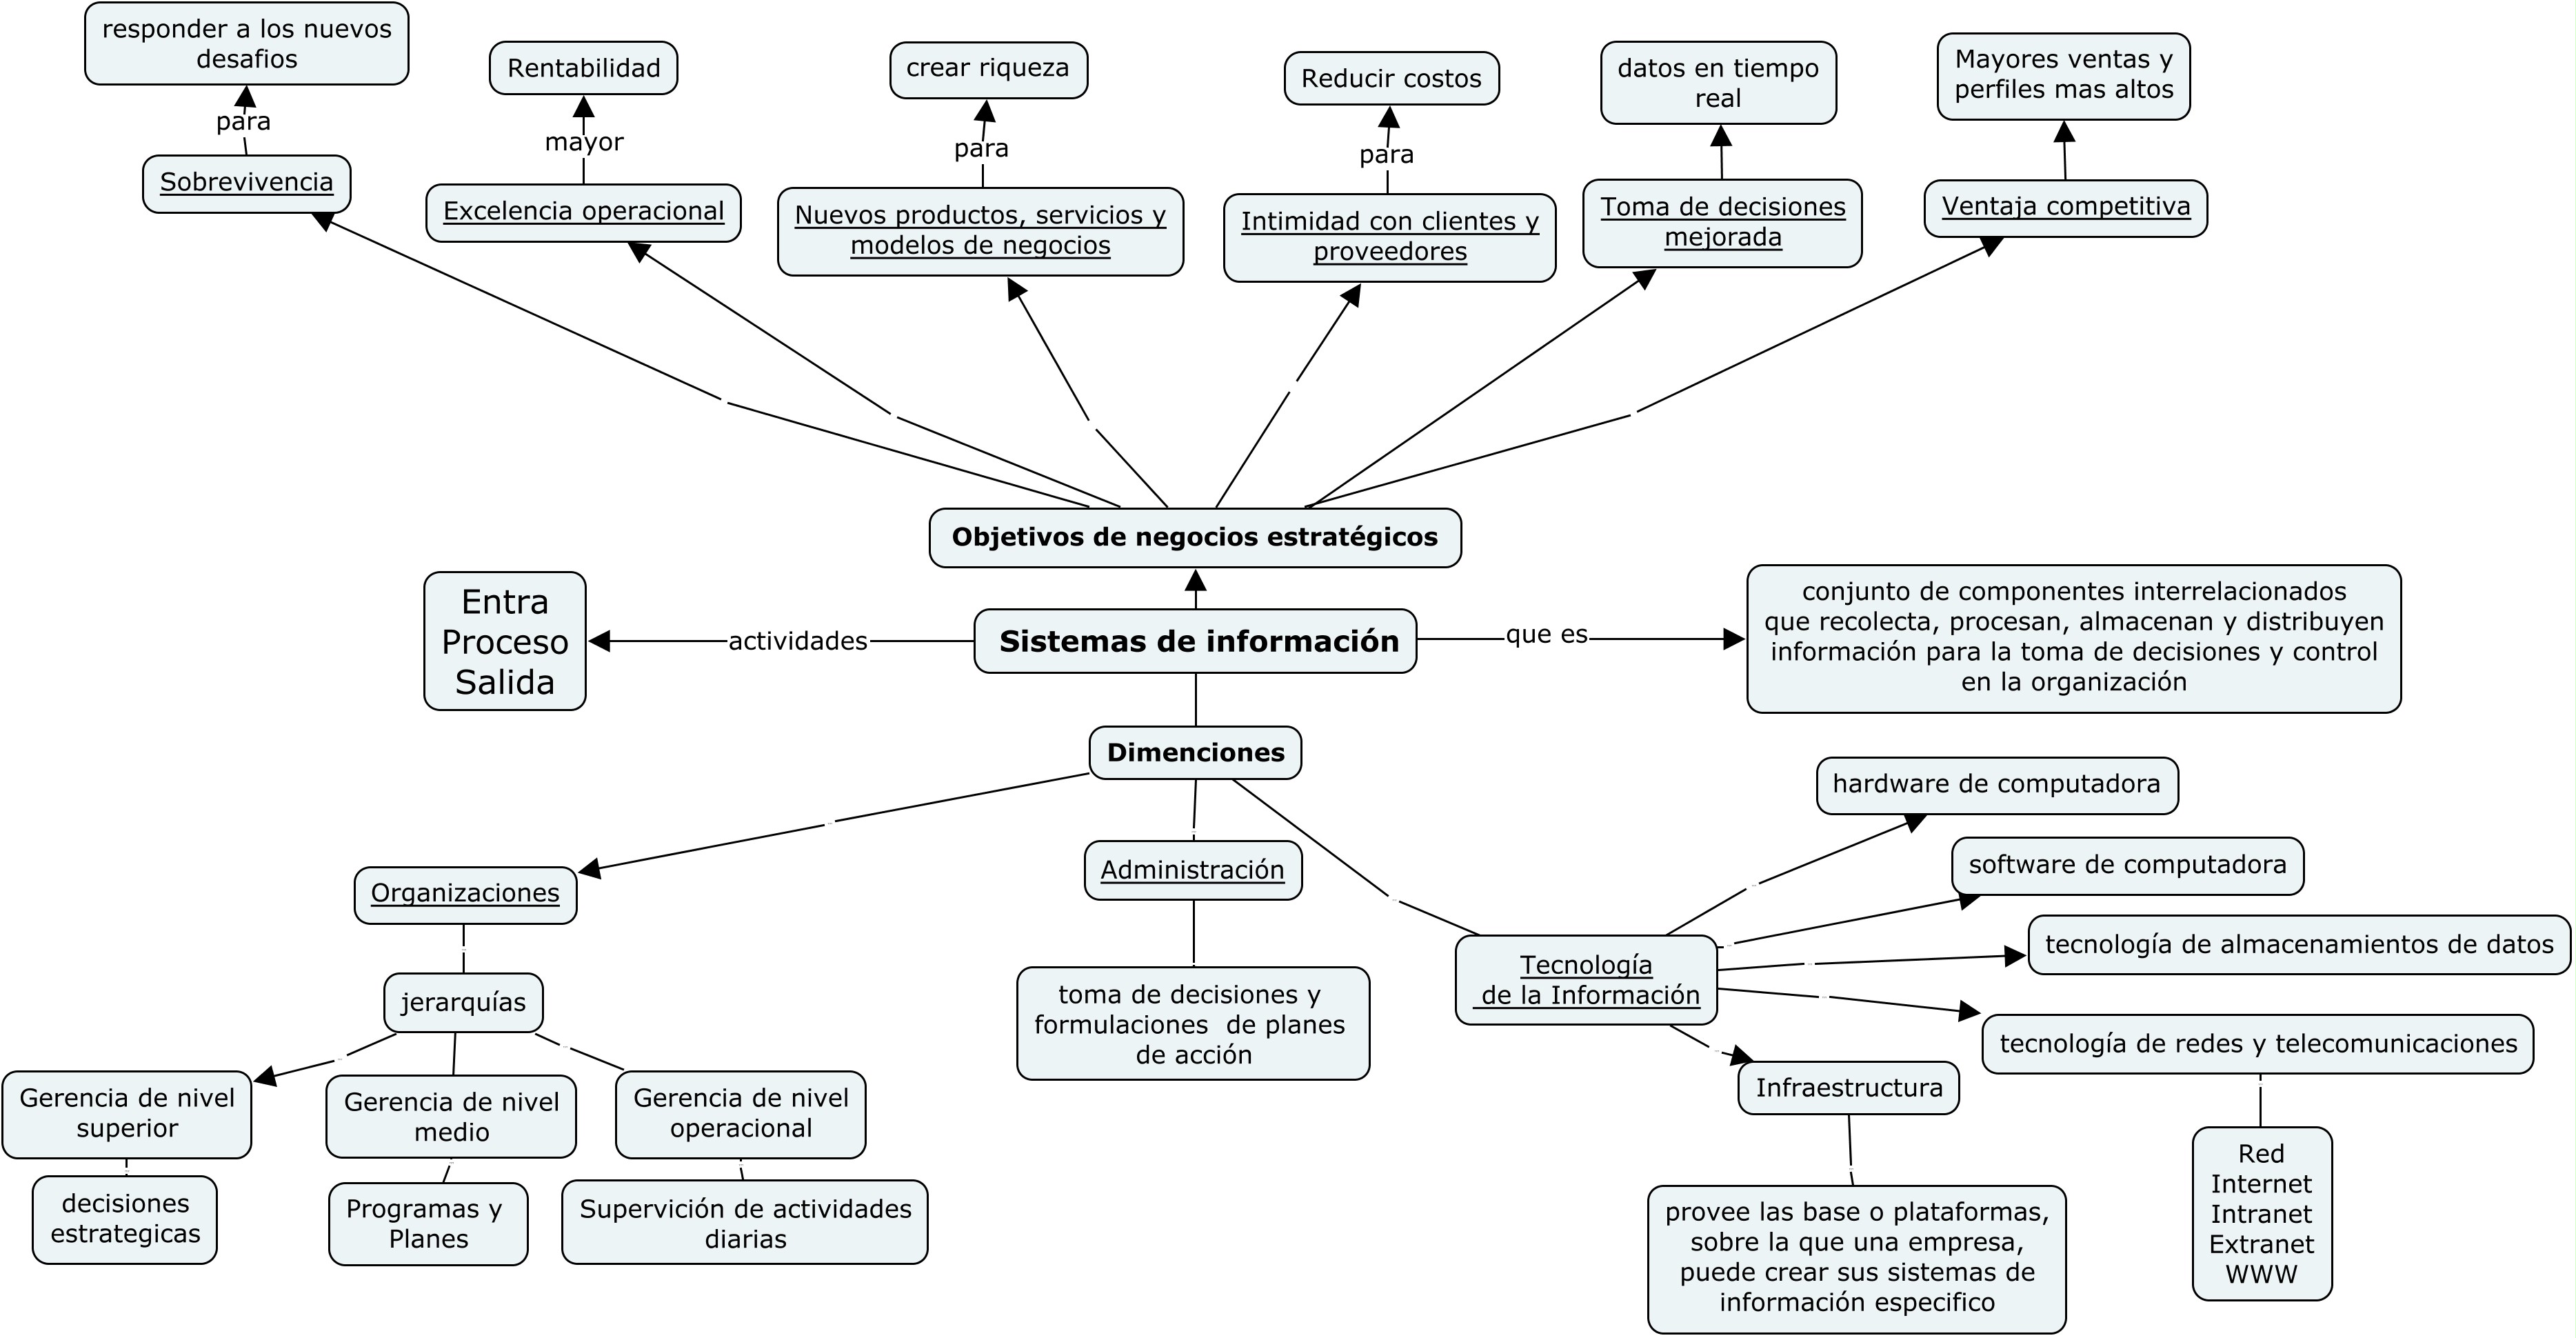 responder a los nuevos
desafios
Rentabilidad
crear riqueza
Reducir costos
datos en tiempo
real
Mayores ventas y
perfiles mas altos
para
mayor
para
para
Sobrevivencia
Excelencia operacional
Nuevos productos, servicios y
modelos de negocios
Intimidad con clientes y
proveedores
Toma de decisiones
mejorada
Ventaja competitiva
Objetivos de negocios estratégicos
Entra
Proceso
Salida
actividades
Sistemas de información
que es
conjunto de componentes interrelacionados
que recolecta, procesan, almacenan y distribuyen
información para la toma de decisiones y control
en la organización
Dimenciones
Organizaciones
Administración
Tecnología
de la Información
hardware de computadora
software de computadora
tecnología de almacenamientos de datos
tecnología de redes y telecomunicaciones
Infraestructura
jerarquías
toma de decisiones y
formulaciones de planes
de acción
Gerencia de nivel
superior
Gerencia de nivel
medio
Gerencia de nivel
operacional
decisiones
estrategicas
Programas y
Planes
Supervición de actividades
diarias
provee las base o plataformas,
sobre la que una empresa,
puede crear sus sistemas de
información especifico
Red
Internet
Intranet
Extranet
WWW